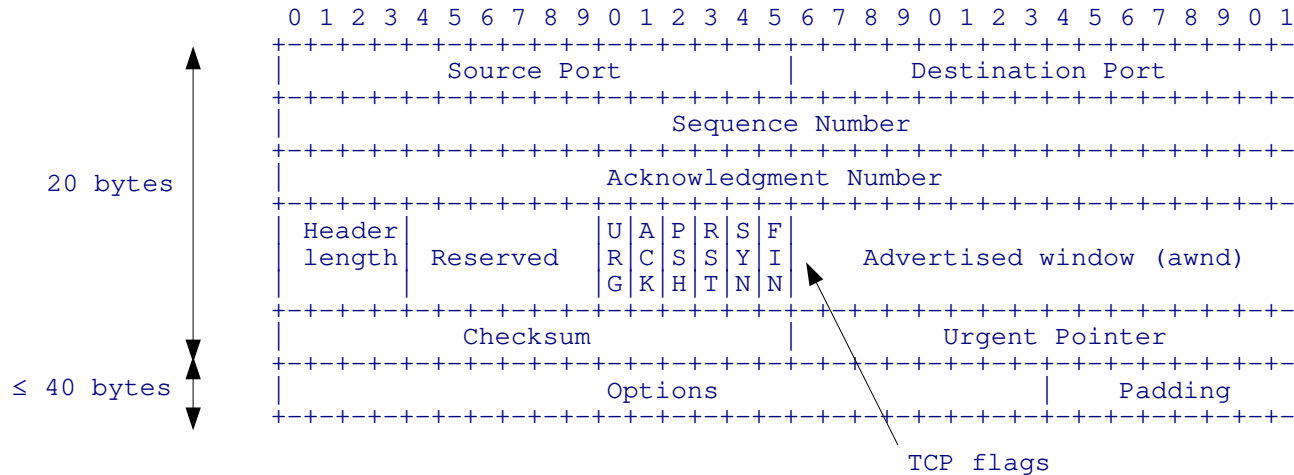 0 1 2 3 4 5 6 7 8 9 0 1 2 3 4 5 6 7 8 9 0 1 2 3 4 5 6 7 8 9 0 1
+-+-+-+-+-+-+-+-+-+-+-+-+-+-+-+-+-+-+-+-+-+-+-+-+-+-+-+-+-+-+-+-
| Source Port | Destination Port
+-+-+-+-+-+-+-+-+-+-+-+-+-+-+-+-+-+-+-+-+-+-+-+-+-+-+-+-+-+-+-+-
| Sequence Number
+-+-+-+-+-+-+-+-+-+-+-+-+-+-+-+-+-+-+-+-+-+-+-+-+-+-+-+-+-+-+-+-
20 bytes | Acknowledgment Number
+-+-+-+-+-+-+-+-+-+-+-+-+-+-+-+-+-+-+-+-+-+-+-+-+-+-+-+-+-+-+-+-
| Header | |U|A|P|R|S|F|
| length| Reserved |R|C|S|S|Y|I| Advertised window (awnd)
| | |G|K|H|T|N|N|
+-+-+-+-+-+-+-+-+-+-+-+-+-+-+-+-+-+-+-+-+-+-+-+-+-+-+-+-+-+-+-+-
| Checksum | Urgent Pointer
+-+-+-+-+-+-+-+-+-+-+-+-+-+-+-+-+-+-+-+-+-+-+-+-+-+-+-+-+-+-+-+-
≤ 40 bytes | Options | Padding
+-+-+-+-+-+-+-+-+-+-+-+-+-+-+-+-+-+-+-+-+-+-+-+-+-+-+-+-+-+-+-+-
TCP flags